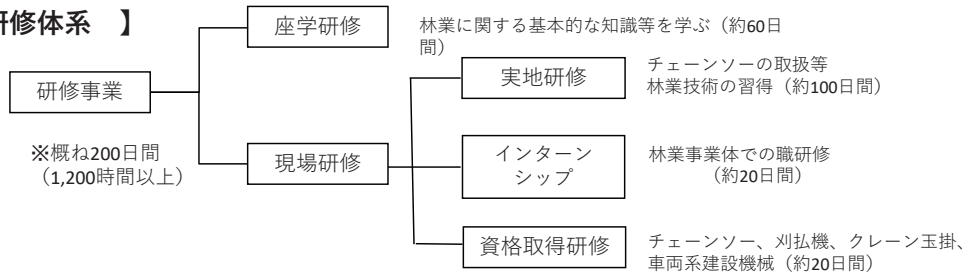 研修体系　】
座学研修
林業に関する基本的な知識等を学ぶ（約60日
間）
研修事業
※概ね200日間
（1,200時間以上）
現場研修
実地研修
チェーンソーの取扱等
林業技術の習得（約100日間）
インターン
シップ
林業事業体での職研修
（約20日間）
資格取得研修
チェーンソー、刈払機、クレーン玉掛、
車両系建設機械（約20日間）